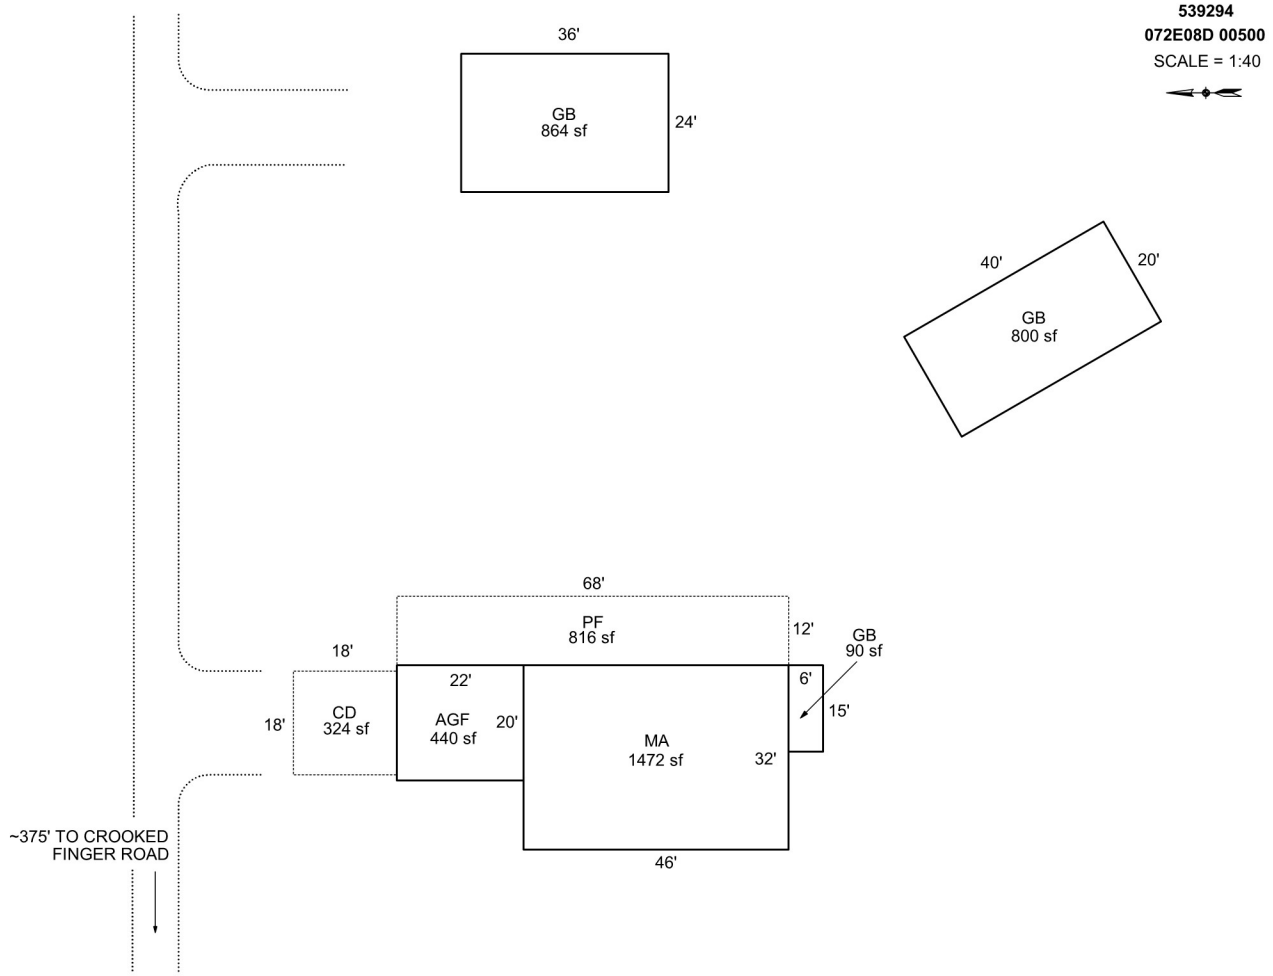 539294
072E08D 00500
SCALE = 1:40
36'
GB
864 sf
24'
40'
20'
GB
800 sf
68'
PF
816 sf
12'
GB
90 sf
18'
22'
6'
18'
CD
324 sf
AGF
440 sf
20'
15'
MA
1472 sf
32'
46'
~375' TO CROOKED
FINGER ROAD